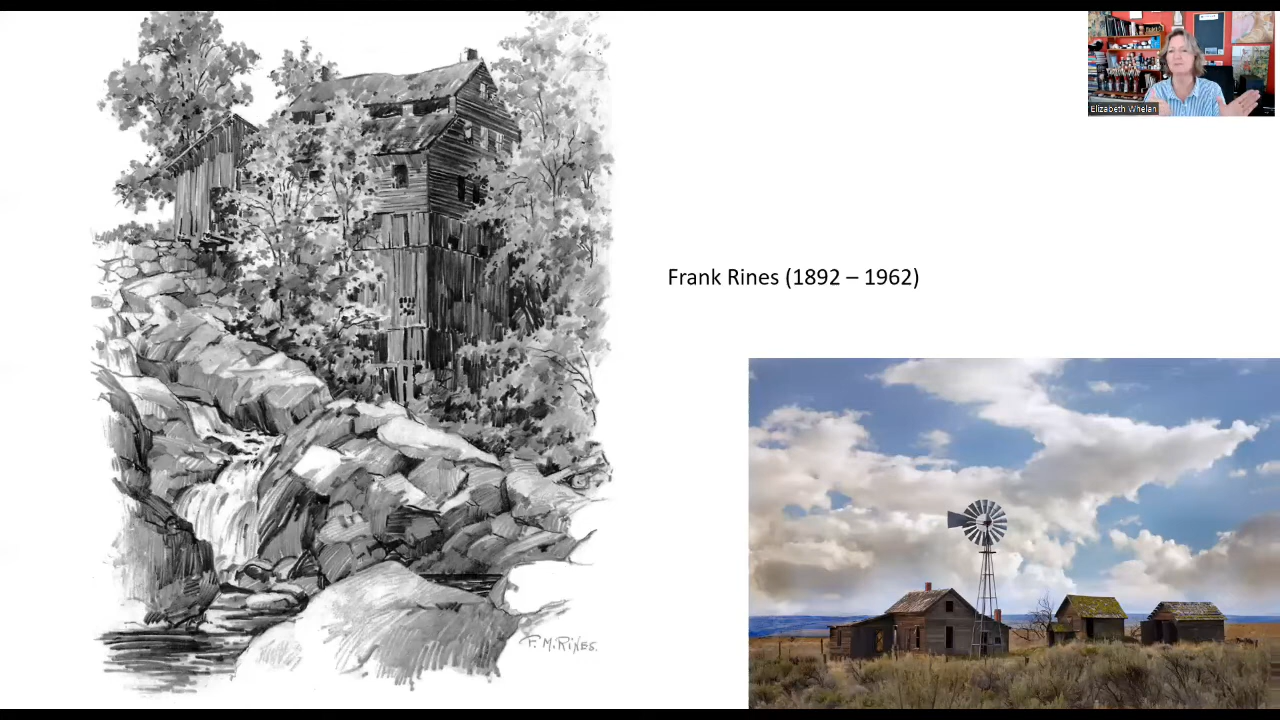 Elizabeth Whelan
Frank Rines (1892 – 1962)
F. M. RINES.